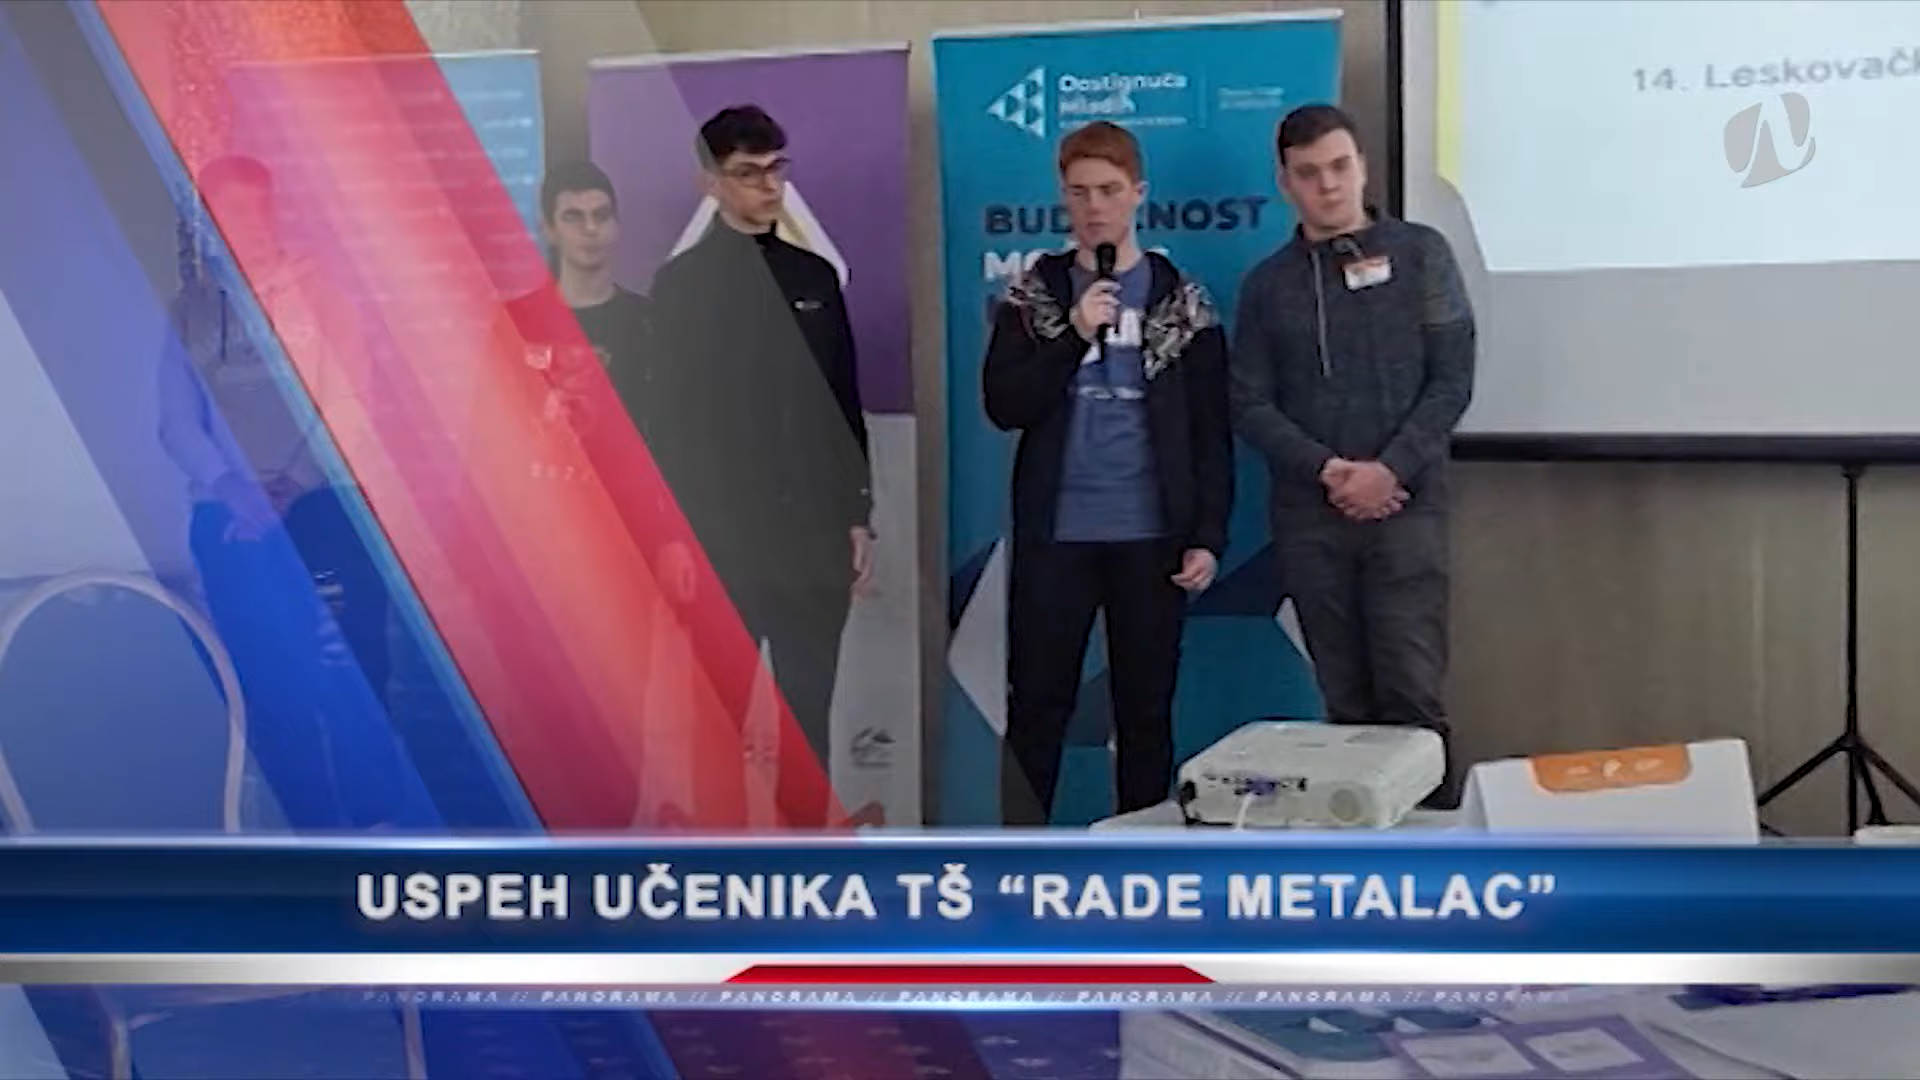 Dostignuća
Mladih
14. Leskovačk
BUD NOST
USPEH UČENIKA TŠ “RADE METALAC”
PANORAMA // PANORAMA // PANORAMA // PANORAMA // PANORAMA // PANORAMA // PANORAMA